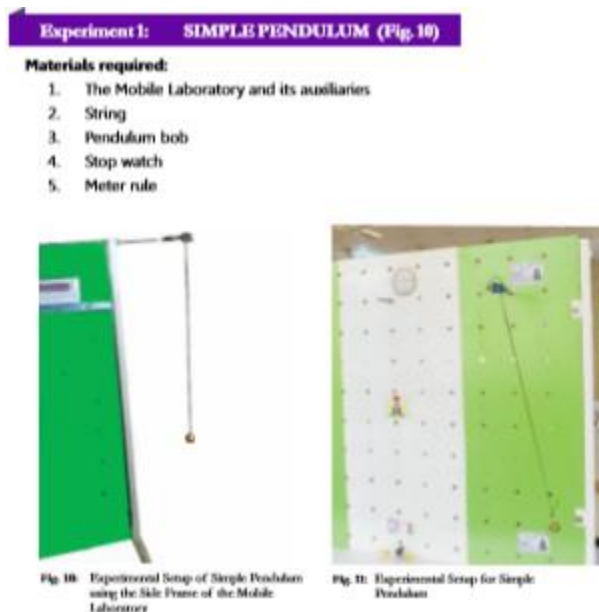 Experiment 1: SIMPLE PENDULUM (Fig. 10)
Materials required:
1. The Mobile Laboratory and its auxiliaries
2. String
3. Pendulum bob
4. Stop watch
5. Meter rule
Fig. 10: Experimental Setup of Simple Pendulum
using the Side Frame of the Mobile
Laboratory
Fig. 11: Experimental Setup for Simple
Pendulum